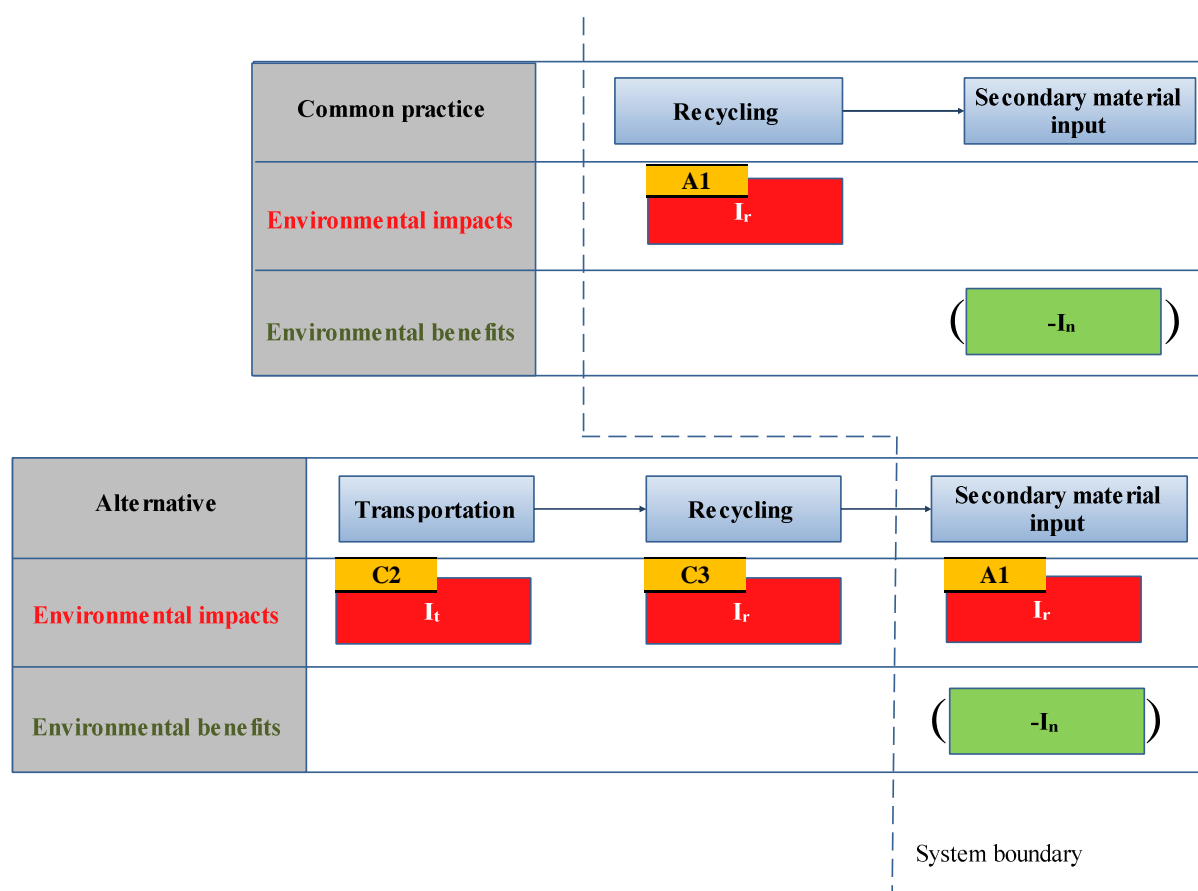 Common practice
Recycling
Secondary material
input
Environmental impacts
A1
Iᵣ
Environmental benefits
( -Iₙ )
Alternative
Transportation
Recycling
Secondary material
input
Environmental impacts
C2
Iₜ
C3
Iᵣ
A1
Iᵣ
Environmental benefits
( -Iₙ )
System boundary